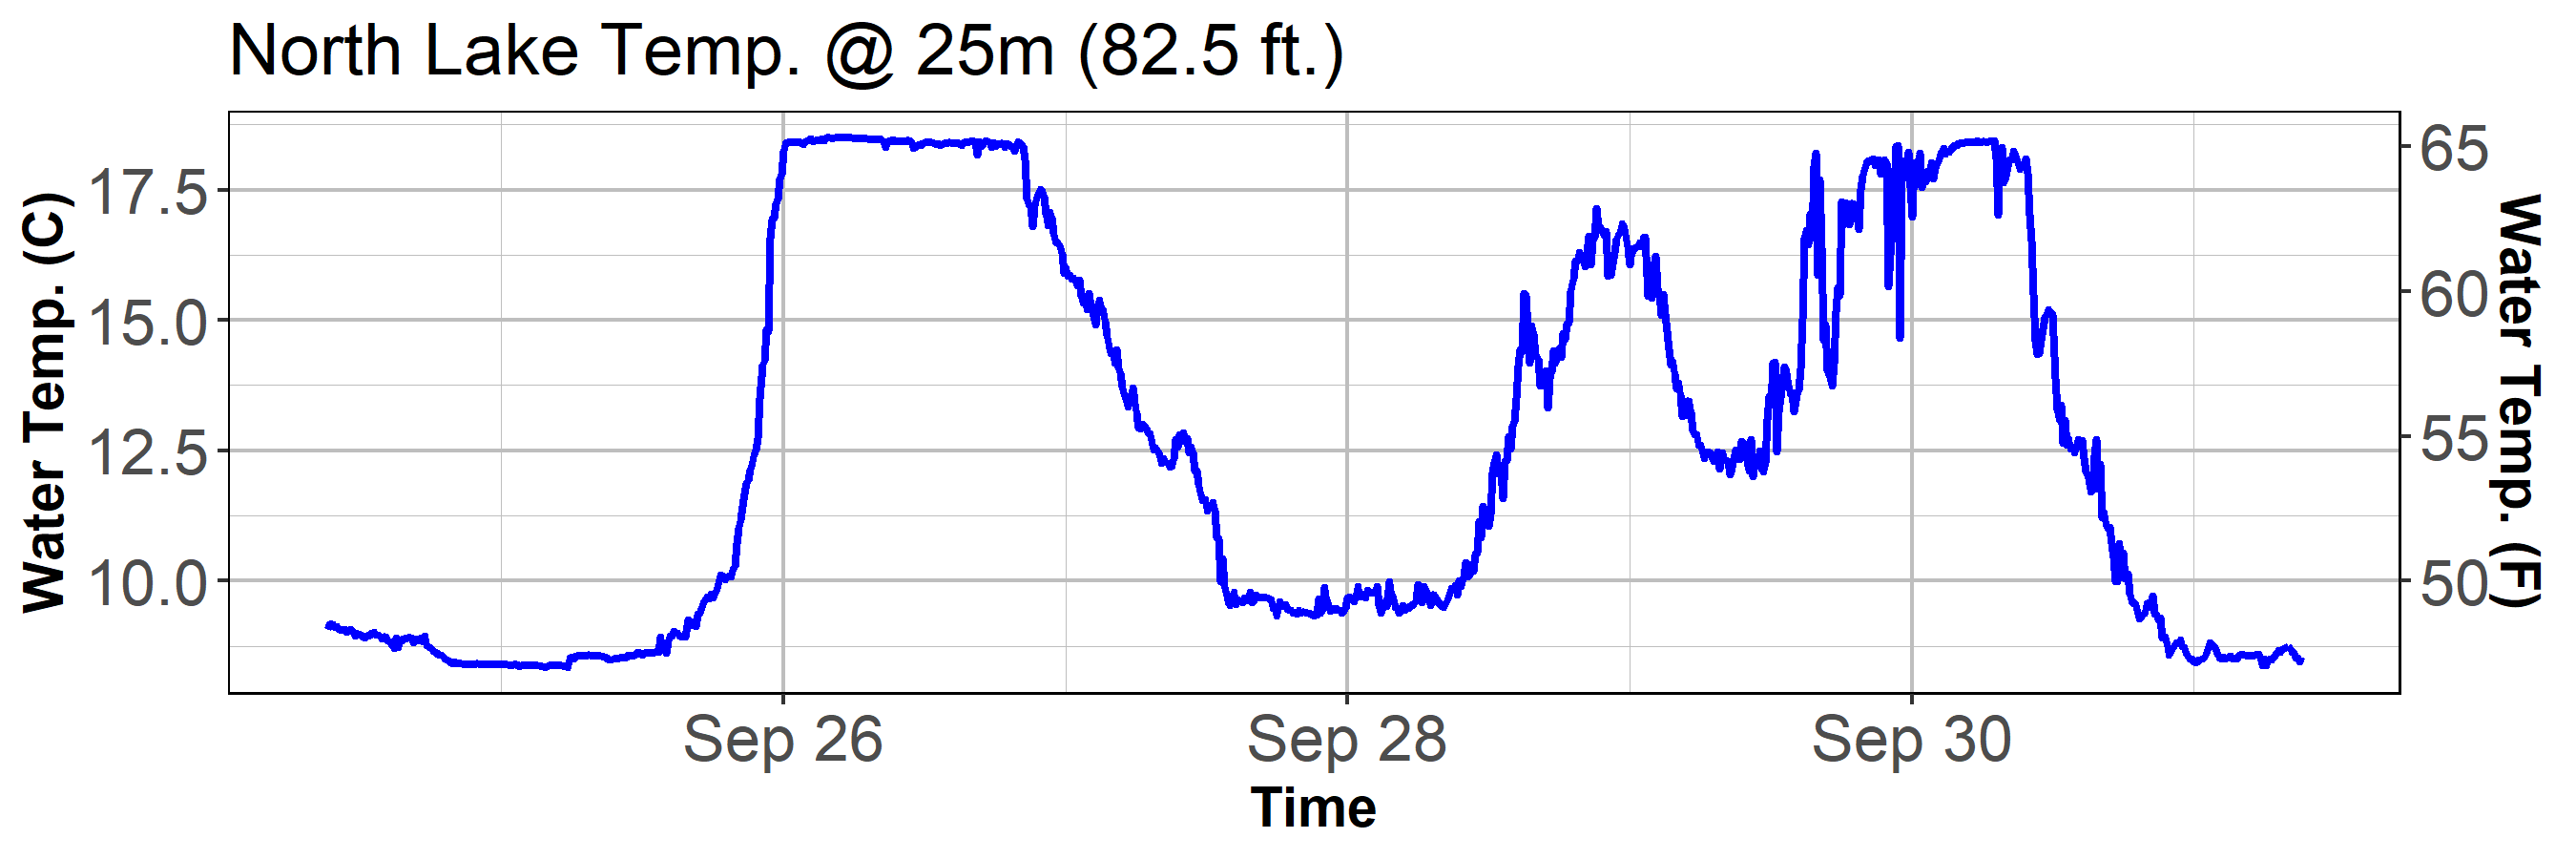 North Lake Temp. @ 25m (82.5 ft.)
Water Temp. (C)
17.5
15.0
12.5
10.0
65
60
55
50
Water Temp. (F)
Sep 26
Sep 28
Sep 30
Time